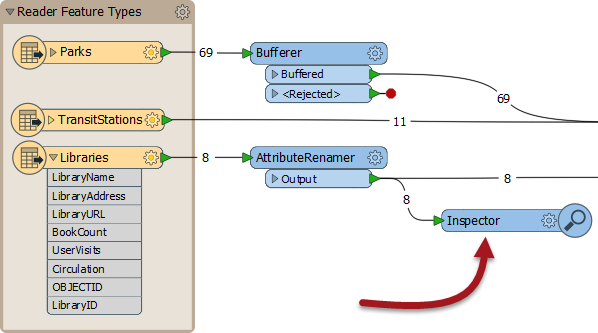 Reader Feature Types
Parks
69
Bufferer
Buffered
<Rejected>
69
TransitStations
11
Libraries
8
AttributeRenamer
Output
8
8
Inspector
LibraryName
LibraryAddress
LibraryURL
BookCount
UserVisits
Circulation
OBJECTID
LibraryID